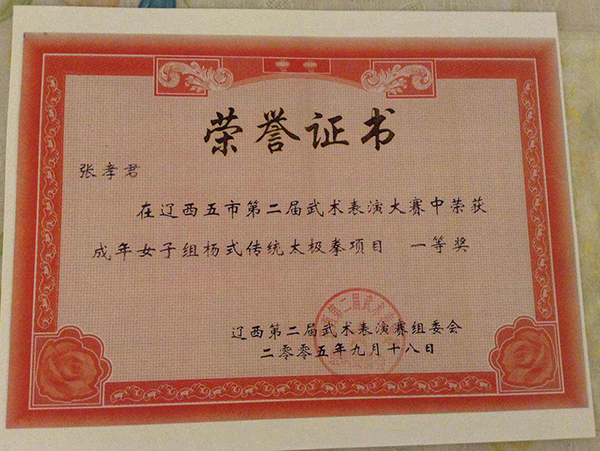 荣誉证书
张孝君
在辽西五市第二届武术表演大赛中荣获
成年女子组杨式传统太极拳项目 一等奖
辽西第二届武术表演赛组委会
二零零五年九月十八日